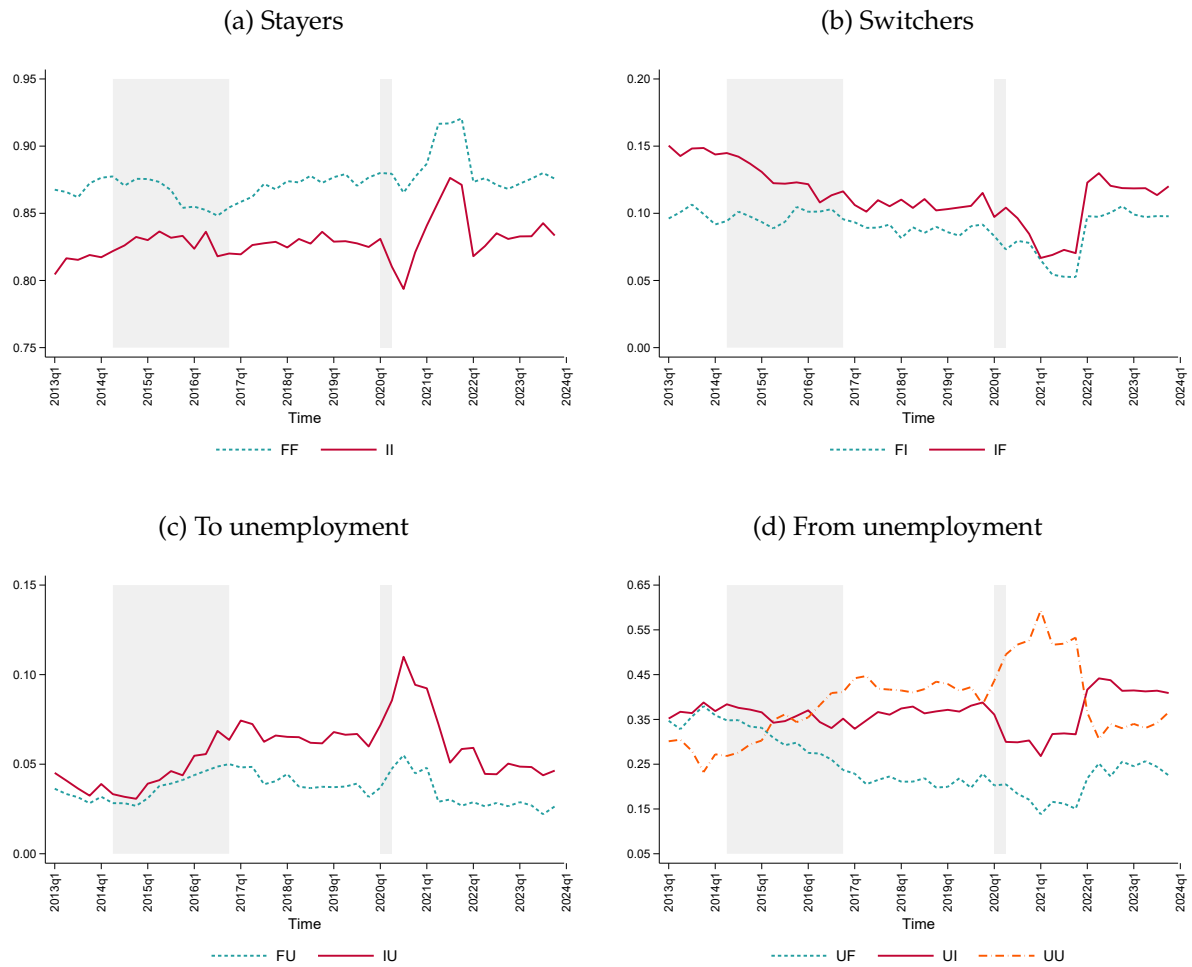 (a) Stayers
0.95
0.90
0.85
0.80
0.75
2013q1
2014q1
2015q1
2016q1
2017q1
2018q1
2019q1
2020q1
2021q1
2022q1
2023q1
2024q1
Time
FF II
(b) Switchers
0.20
0.15
0.10
0.05
0.00
2013q1
2014q1
2015q1
2016q1
2017q1
2018q1
2019q1
2020q1
2021q1
2022q1
2023q1
2024q1
Time
FI IF
(c) To unemployment
0.15
0.10
0.05
0.00
2013q1
2014q1
2015q1
2016q1
2017q1
2018q1
2019q1
2020q1
2021q1
2022q1
2023q1
2024q1
Time
FU IU
(d) From unemployment
0.65
0.55
0.45
0.35
0.25
0.15
0.05
2013q1
2014q1
2015q1
2016q1
2017q1
2018q1
2019q1
2020q1
2021q1
2022q1
2023q1
2024q1
Time
UF UI UU